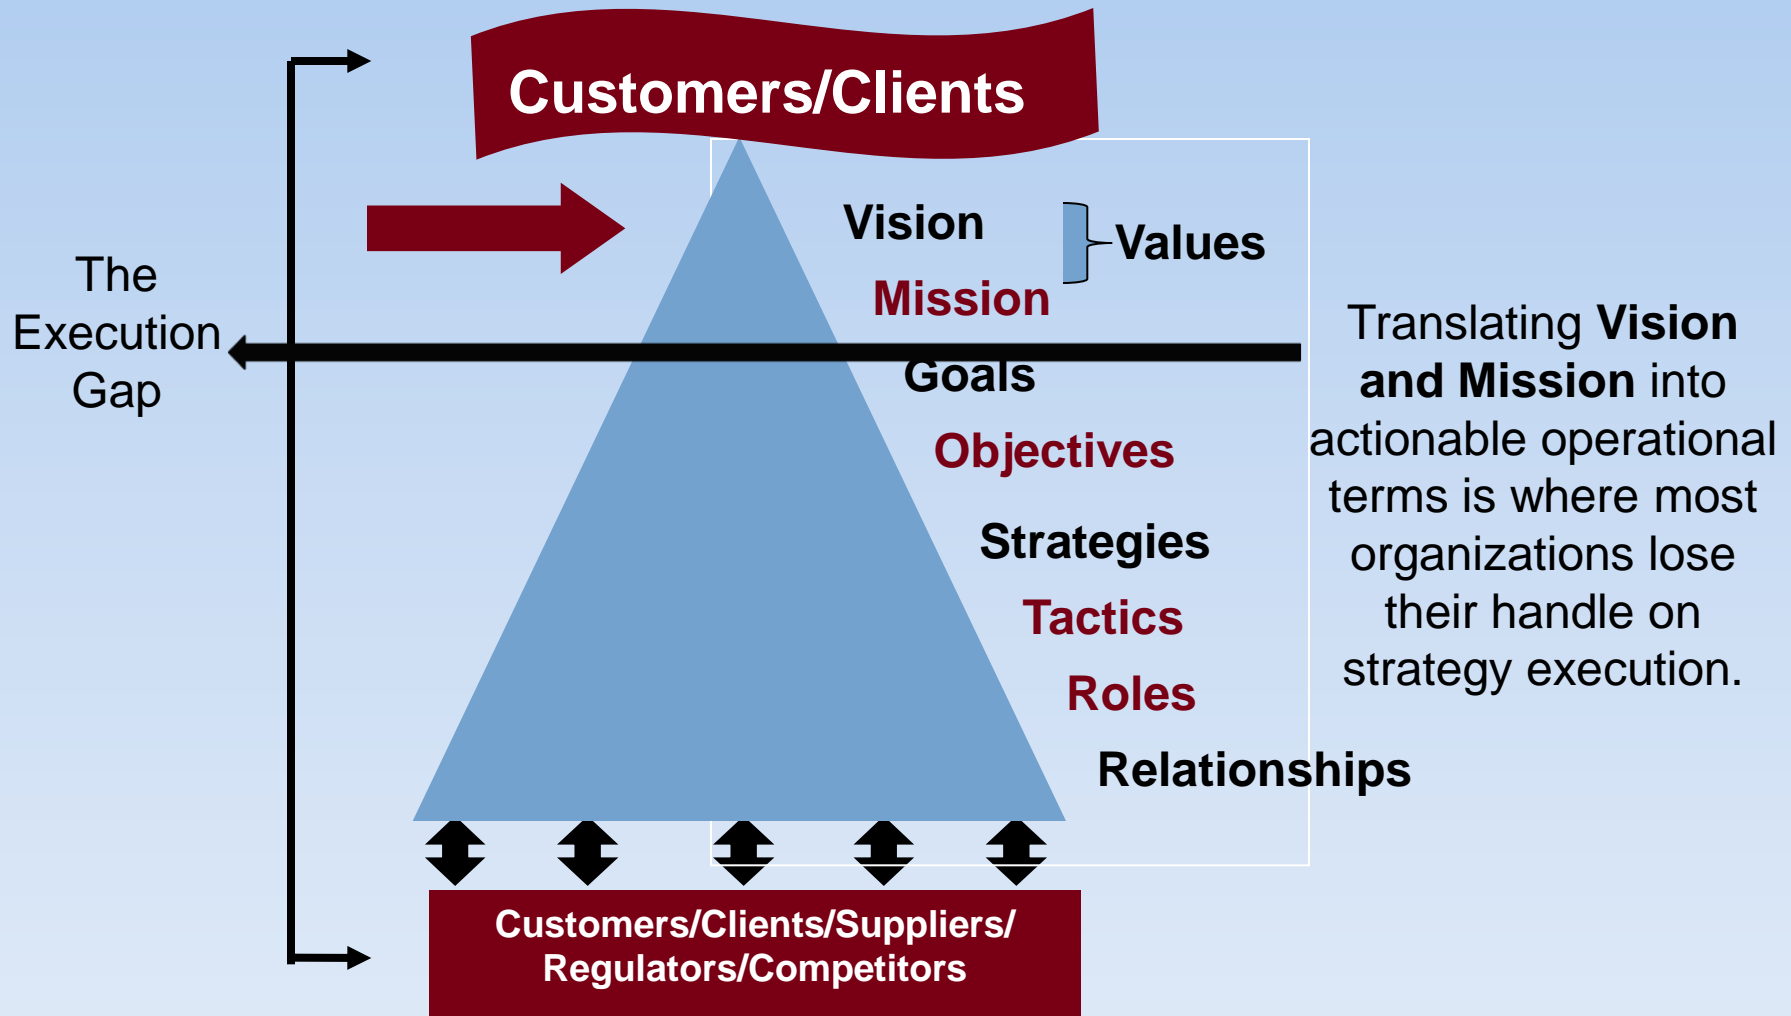 Customers/Clients
Vision
Values
Mission
The
Execution
Gap
Goals
Objectives
Strategies
Tactics
Roles
Relationships
Translating Vision
and Mission into
actionable operational
terms is where most
organizations lose
their handle on
strategy execution.
Customers/Clients/Suppliers/
Regulators/Competitors